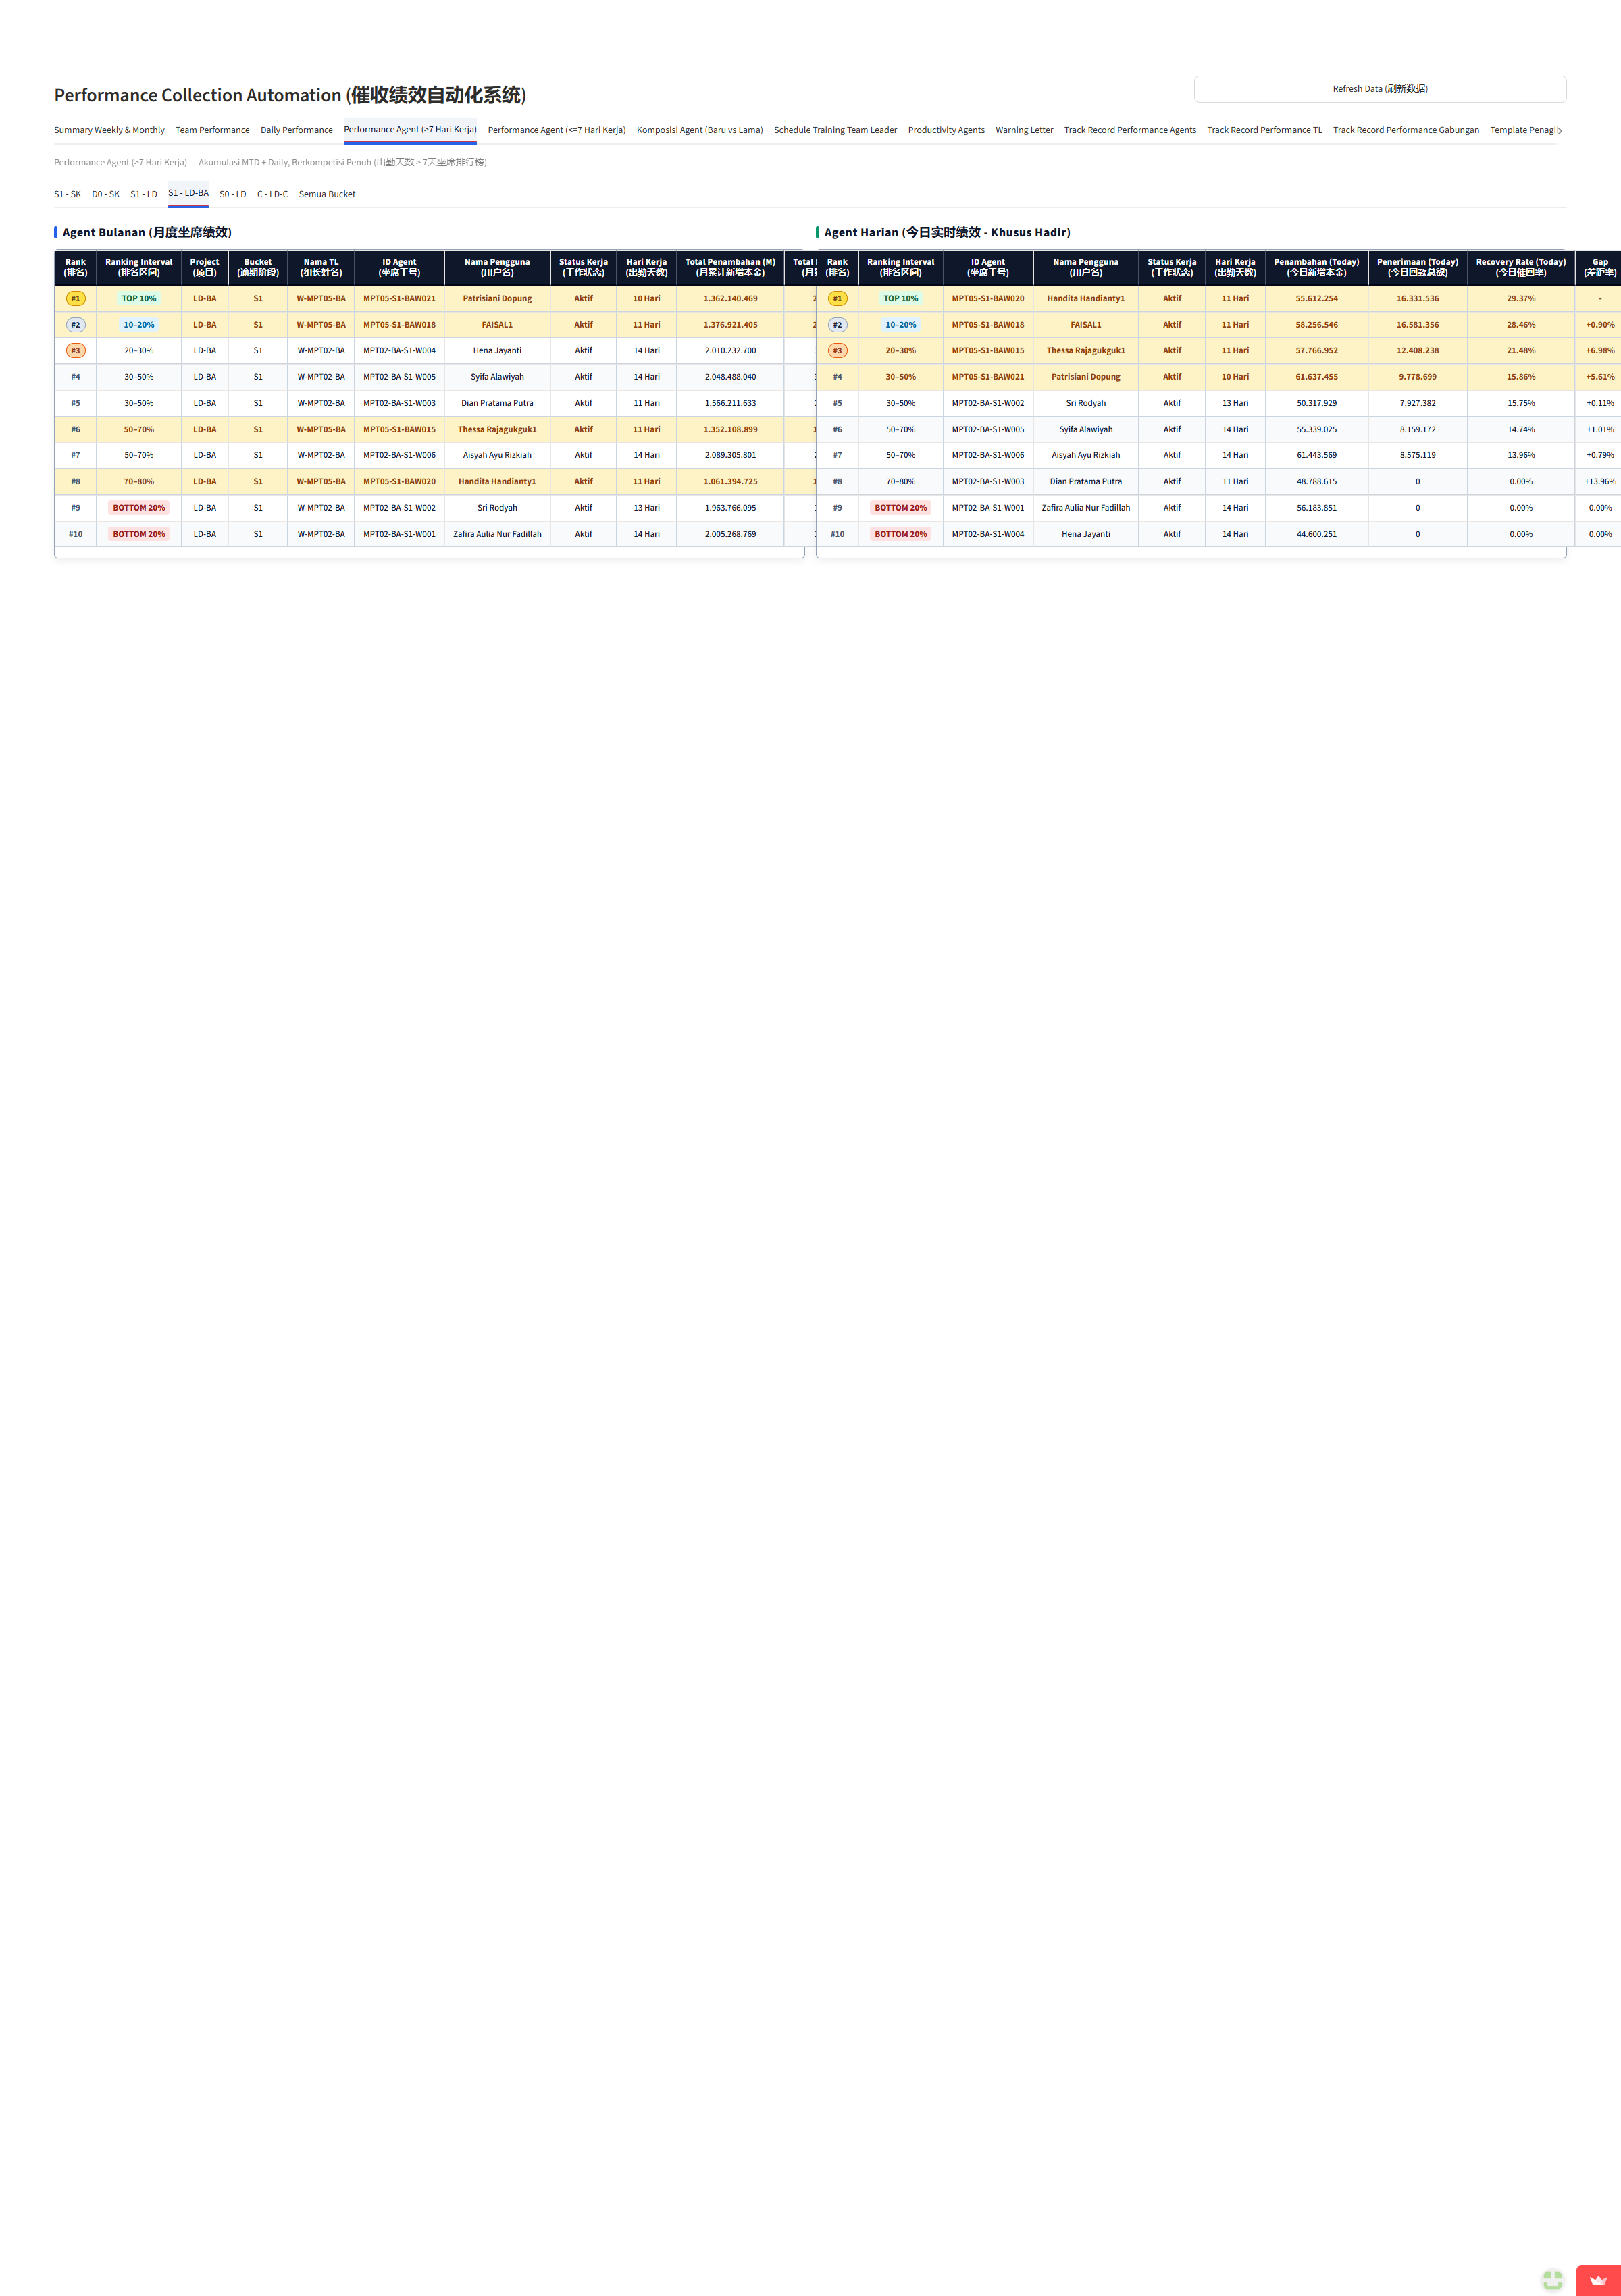 Performance Collection Automation (催收绩效自动化系统)
Refresh Data (刷新数据)
Summary Weekly & Monthly Team Performance Daily Performance Performance Agent (>7 Hari Kerja) Performance Agent (<=7 Hari Kerja) Komposisi Agent (Baru vs Lama) Schedule Training Team Leader Productivity Agents Warning Letter Track Record Performance Agents Track Record Performance TL Track Record Performance Gabungan Template
Performance Agent (>7 Hari Kerja) — Akumulasi MTD + Daily, Berkompetisi Penuh (出勤天数 > 7天坐席排行榜)
S1 - SK D0 - SK S1 - LD S1 - LD-BA S0 - LD C - LD-C Semua Bucket
Agent Bulanan (月度坐席绩效)
Rank Ranking Interval Project Bucket Nama TL ID Agent Nama Pengguna Status Kerja Hari Kerja Total Penambahan (M) Total
(排名) (排名区间) (项目) (逾期阶段) (组长姓名) (坐席工号) (用户名) (工作状态) (出勤天数) (月累计新增本金)
#1 TOP 10% LD-BA S1 W-MPT05-BA MPT05-S1-BAW021 Patrisiani Dopung Aktif 10 Hari 1.362.140.469
#2 10–20% LD-BA S1 W-MPT05-BA MPT05-S1-BAW018 FAISAL1 Aktif 11 Hari 1.376.921.405
#3 20–30% LD-BA S1 W-MPT02-BA MPT02-BA-S1-W004 Hena Jayanti Aktif 14 Hari 2.010.232.700
#4 30–50% LD-BA S1 W-MPT02-BA MPT02-BA-S1-W005 Syifa Alawiyah Aktif 14 Hari 2.048.488.040
#5 30–50% LD-BA S1 W-MPT02-BA MPT02-BA-S1-W003 Dian Pratama Putra Aktif 11 Hari 1.566.211.633
#6 50–70% LD-BA S1 W-MPT05-BA MPT05-S1-BAW015 Thessa Rajagukguk1 Aktif 11 Hari 1.352.108.899
#7 50–70% LD-BA S1 W-MPT02-BA MPT02-BA-S1-W006 Aisyah Ayu Rizkiah Aktif 14 Hari 2.089.305.801
#8 70–80% LD-BA S1 W-MPT05-BA MPT05-S1-BAW020 Handita Handianty1 Aktif 11 Hari 1.061.394.725
#9 BOTTOM 20% LD-BA S1 W-MPT02-BA MPT02-BA-S1-W002 Sri Rodyah Aktif 13 Hari 1.963.766.095
#10 BOTTOM 20% LD-BA S1 W-MPT02-BA MPT02-BA-S1-W001 Zafira Aulia Nur Fadillah Aktif 14 Hari 2.005.268.769
Agent Harian (今日实时绩效 - Khusus Hadir)
Rank Ranking Interval ID Agent Nama Pengguna Status Kerja Hari Kerja Penambahan (Today) Penerimaan (Today) Recovery Rate (Today) Gap
(排名) (排名区间) (坐席工号) (用户名) (工作状态) (出勤天数) (今日新增本金) (今日回款总额) (今日催回率) (差距率)
#1 TOP 10% MPT05-S1-BAW020 Handita Handianty1 Aktif 11 Hari 55.612.254 16.331.536 29.37% -
#2 10–20% MPT05-S1-BAW018 FAISAL1 Aktif 11 Hari 58.256.546 16.581.356 28.46% +0.90%
#3 20–30% MPT05-S1-BAW015 Thessa Rajagukguk1 Aktif 11 Hari 57.766.952 12.408.238 21.48% +6.98%
#4 30–50% MPT05-S1-BAW021 Patrisiani Dopung Aktif 10 Hari 61.637.455 9.778.699 15.86% +5.61%
#5 30–50% MPT02-BA-S1-W002 Sri Rodyah Aktif 13 Hari 50.317.929 7.927.382 15.75% +0.11%
#6 50–70% MPT02-BA-S1-W005 Syifa Alawiyah Aktif 14 Hari 55.339.025 8.159.172 14.74% +1.01%
#7 50–70% MPT02-BA-S1-W006 Aisyah Ayu Rizkiah Aktif 14 Hari 61.443.569 8.575.119 13.96% +0.79%
#8 70–80% MPT02-BA-S1-W003 Dian Pratama Putra Aktif 11 Hari 48.788.615 0 0.00% +13.96%
#9 BOTTOM 20% MPT02-BA-S1-W001 Zafira Aulia Nur Fadillah Aktif 14 Hari 56.183.851 0 0.00% 0.00%
#10 BOTTOM 20% MPT02-BA-S1-W004 Hena Jayanti Aktif 14 Hari 44.600.251 0 0.00% 0.00%